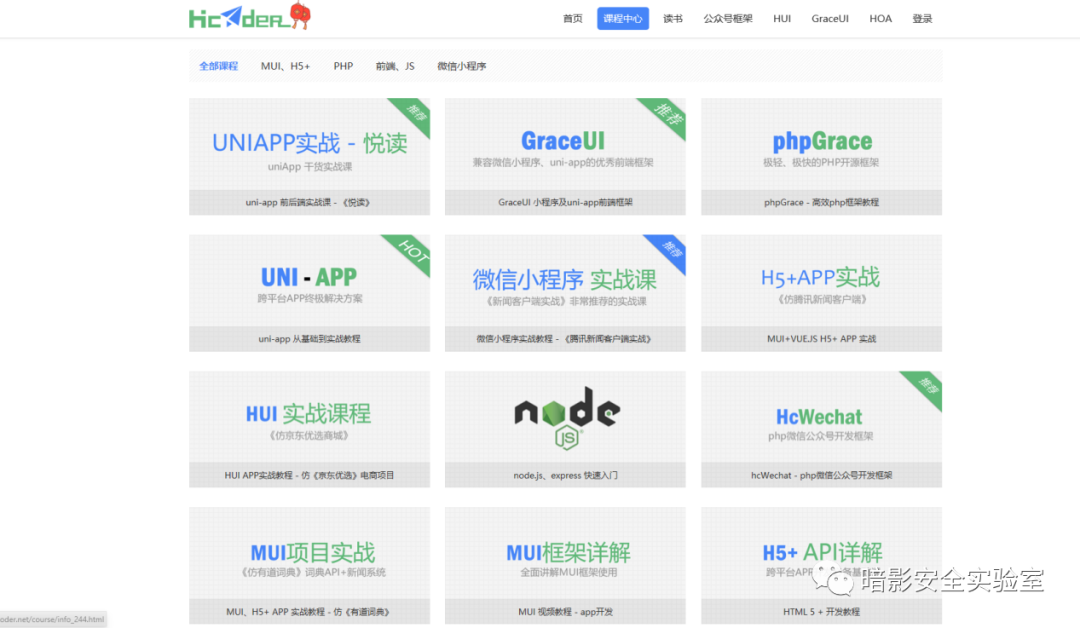 Hcoder
首页 课程中心 读书 公众号框架 HUI GraceUI HOA 登录
全部课程 MUI、H5+ PHP 前端、JS 微信小程序
推荐
UNIAPP实战 - 悦读
uniApp 干货实战课
uni-app 前后端实战课 - 《悦读》
推荐
GraceUI
兼容微信小程序、uni-app的优秀前端框架
GraceUI 小程序及uni-app前端框架
phpGrace
极轻、极快的PHP开源框架
phpGrace - 高效php框架教程
HOT
UNI - APP
跨平台APP终极解决方案
uni-app 从基础到实战教程
推荐
微信小程序 实战课
《新闻客户端实战》非常推荐的实战课
微信小程序实战教程 - 《腾讯新闻客户端实战》
H5+APP实战
《仿腾讯新闻客户端》
MUI+VUE.JS H5+ APP 实战
HUI 实战课程
《仿京东优选商城》
HUI APP实战教程 - 仿《京东优选》电商项目
node
JS
node.js、express 快速入门
推荐
HcWechat
php微信公众号开发框架
hcWechat - php微信公众号开发框架
MUI项目实战
《仿有道词典》词典API+新闻系统
MUI、H5+ APP 实战教程 - 仿《有道词典》
MUI框架详解
全面讲解MUI框架使用
MUI 视频教程 - app开发
H5+ API详解
跨平台APP
HTML 5 + 开发教程
暗影安全实验室
oder.net/course/info_244.html